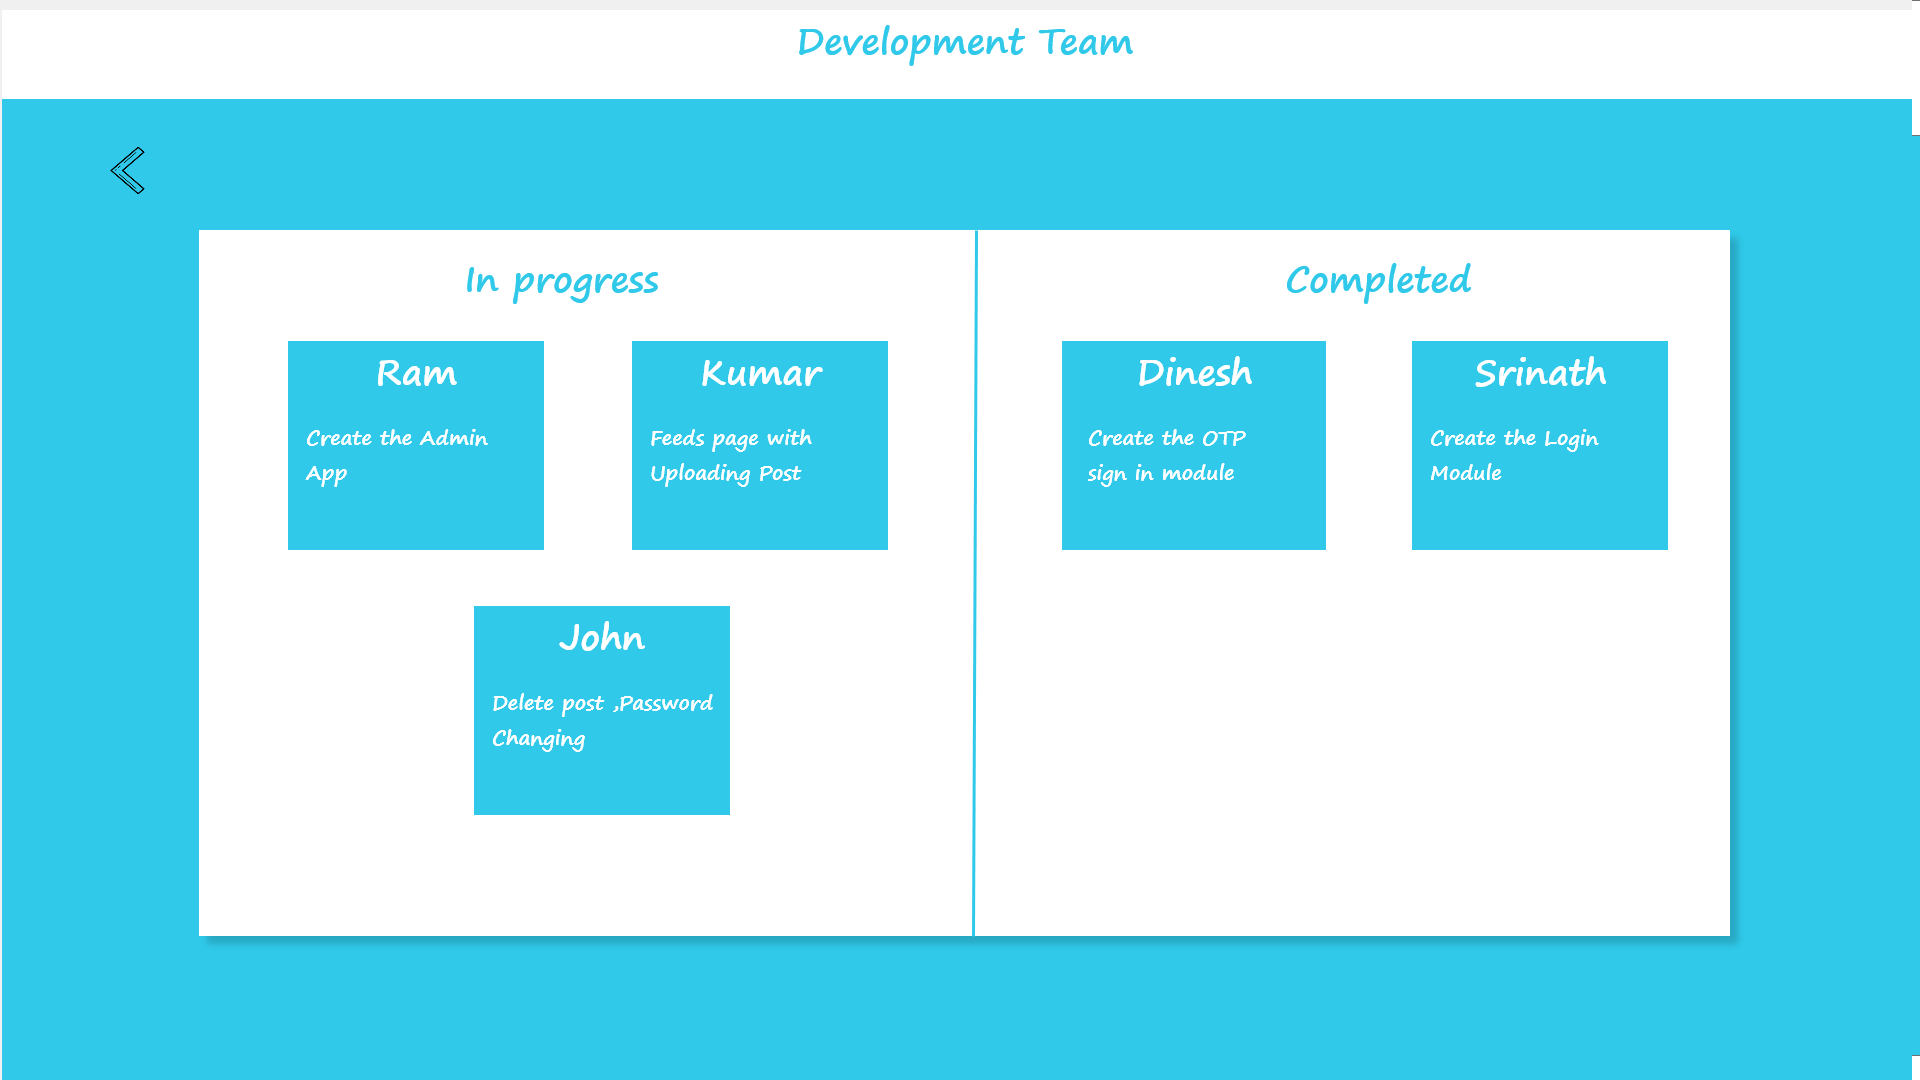 Development Team
In progress
Completed
Ram
Create the Admin
App
Kumar
Feeds page with
Uploading Post
Dinesh
Create the OTP
sign in module
Srinath
Create the Login
Module
John
Delete post ,Password
Changing